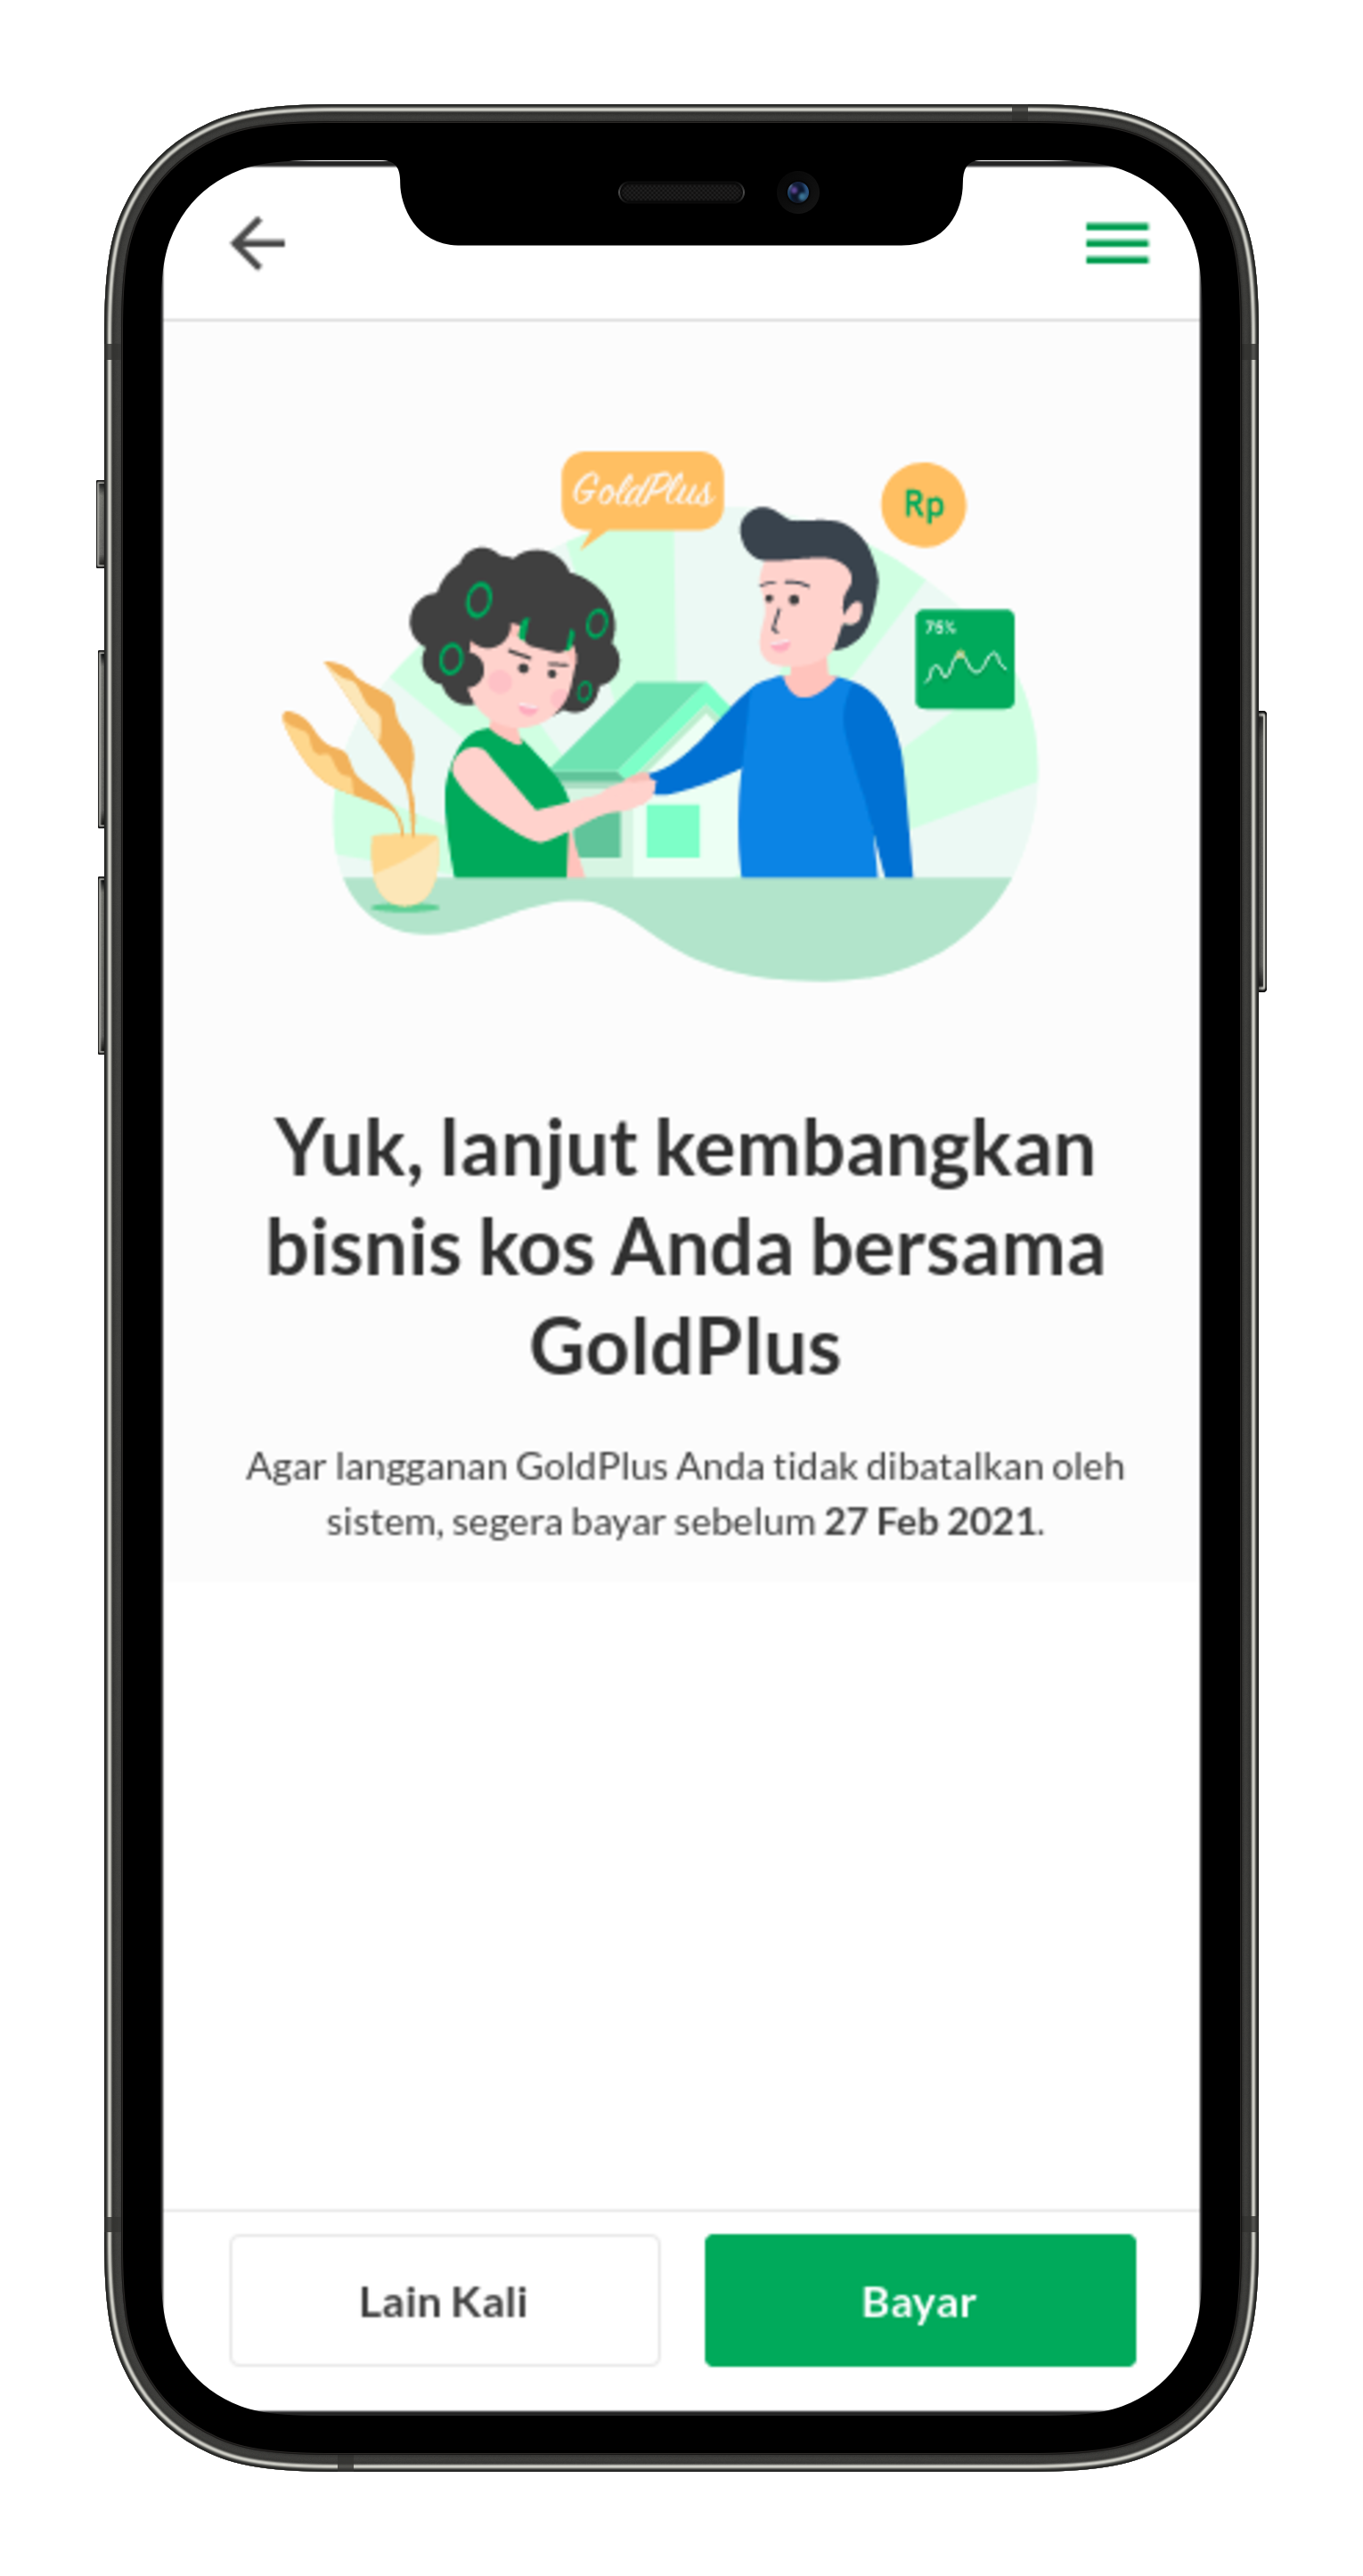 GoldPlus
Rp
75%
Yuk, lanjut kembangkan
bisnis kos Anda bersama
GoldPlus
Agar langganan GoldPlus Anda tidak dibatalkan oleh
sistem, segera bayar sebelum 27 Feb 2021.
Lain Kali
Bayar